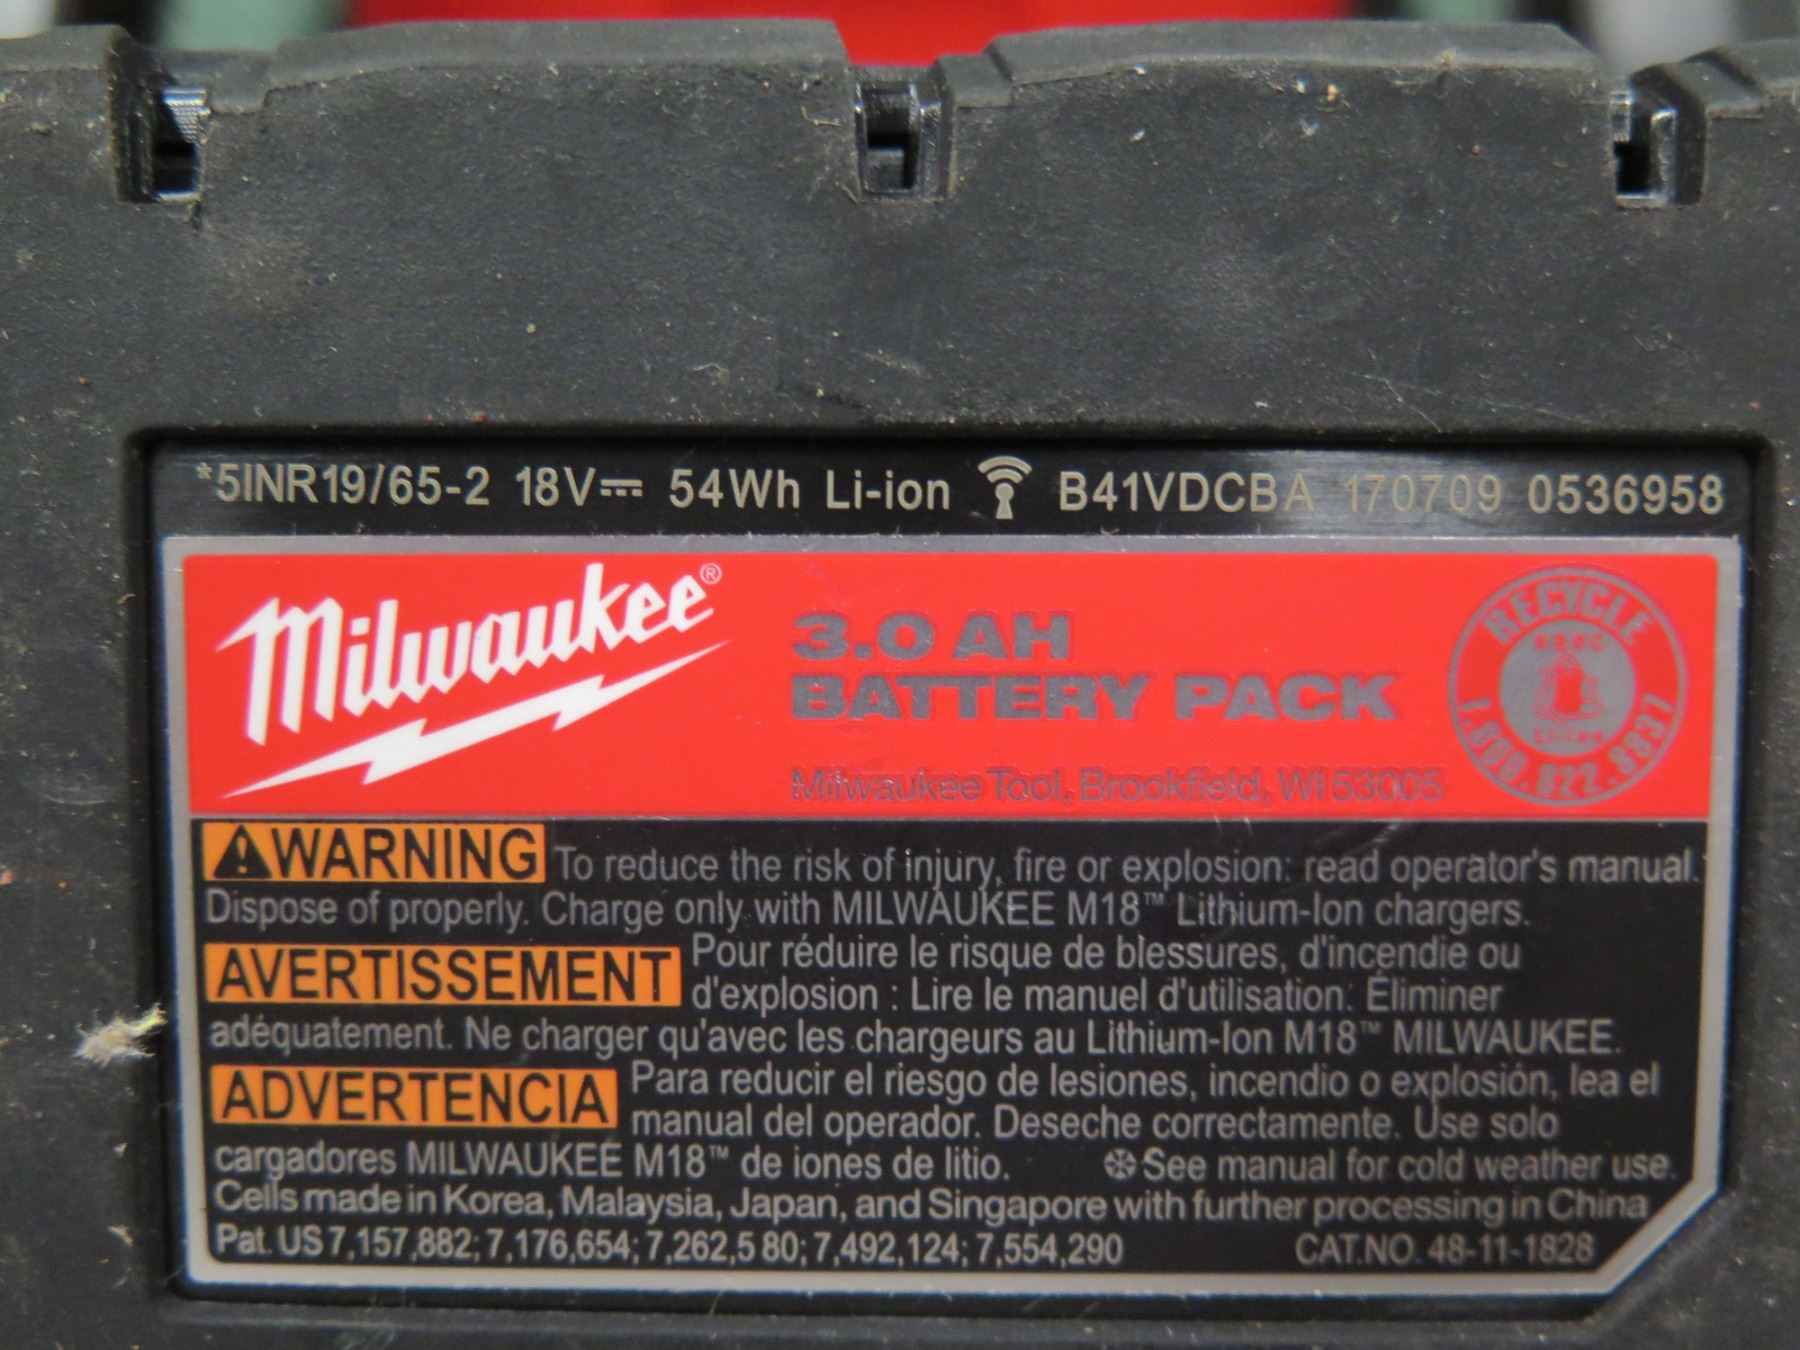 *5INR19/65-2 18V⎓ 54Wh Li-ion B41VDCBA 170709 0536958
Milwaukee®
3.0 AH
BATTERY PACK
Milwaukee Tool, Brookfield, WI 53005
RECYCLE
1.800.822.8837
⚠WARNING To reduce the risk of injury, fire or explosion: read operator's manual.
Dispose of properly. Charge only with MILWAUKEE M18™ Lithium-Ion chargers.
AVERTISSEMENT Pour réduire le risque de blessures, d'incendie ou
d'explosion : Lire le manuel d'utilisation. Éliminer
adéquatement. Ne charger qu'avec les chargeurs au Lithium-Ion M18™ MILWAUKEE.
ADVERTENCIA Para reducir el riesgo de lesiones, incendio o explosión, lea el
manual del operador. Deseche correctamente. Use solo
cargadores MILWAUKEE M18™ de iones de litio. ❄See manual for cold weather use.
Cells made in Korea, Malaysia, Japan, and Singapore with further processing in China
Pat. US 7,157,882; 7,176,654; 7,262,580; 7,492,124; 7,554,290 CAT.NO. 48-11-1828